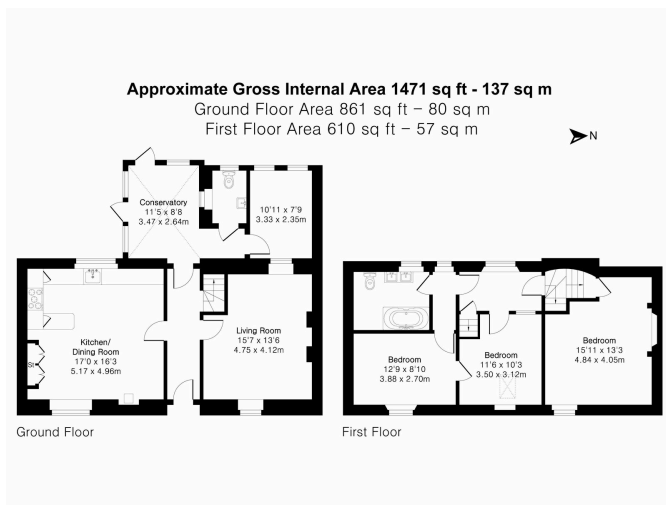 Approximate Gross Internal Area 1471 sq ft - 137 sq m
Ground Floor Area 861 sq ft – 80 sq m
First Floor Area 610 sq ft – 57 sq m
N
Conservatory
11'5 x 8'8
3.47 x 2.64m
10'11 x 7'9
3.33 x 2.35m
Kitchen/
Dining Room
17'0 x 16'3
5.17 x 4.96m
St
Living Room
15'7 x 13'6
4.75 x 4.12m
Ground Floor
Bedroom
12'9 x 8'10
3.88 x 2.70m
Bedroom
11'6 x 10'3
3.50 x 3.12m
Bedroom
15'11 x 13'3
4.84 x 4.05m
First Floor